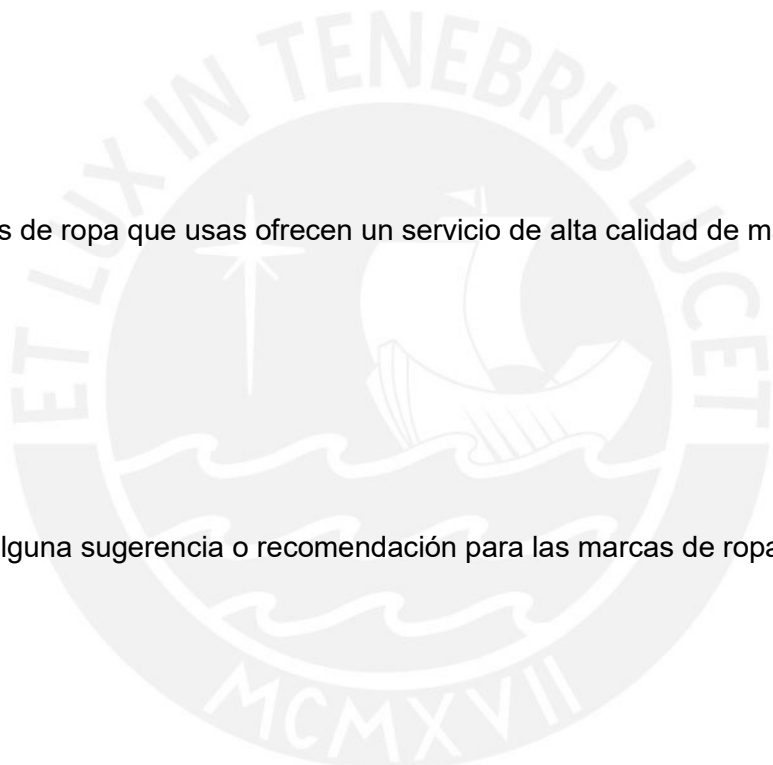 ET LUX IN TENEBRIS LUCET
de ropa que usas ofrecen un servicio de alta calidad de
sugerencia o recomendación para las marcas de ropa
MCMXVII